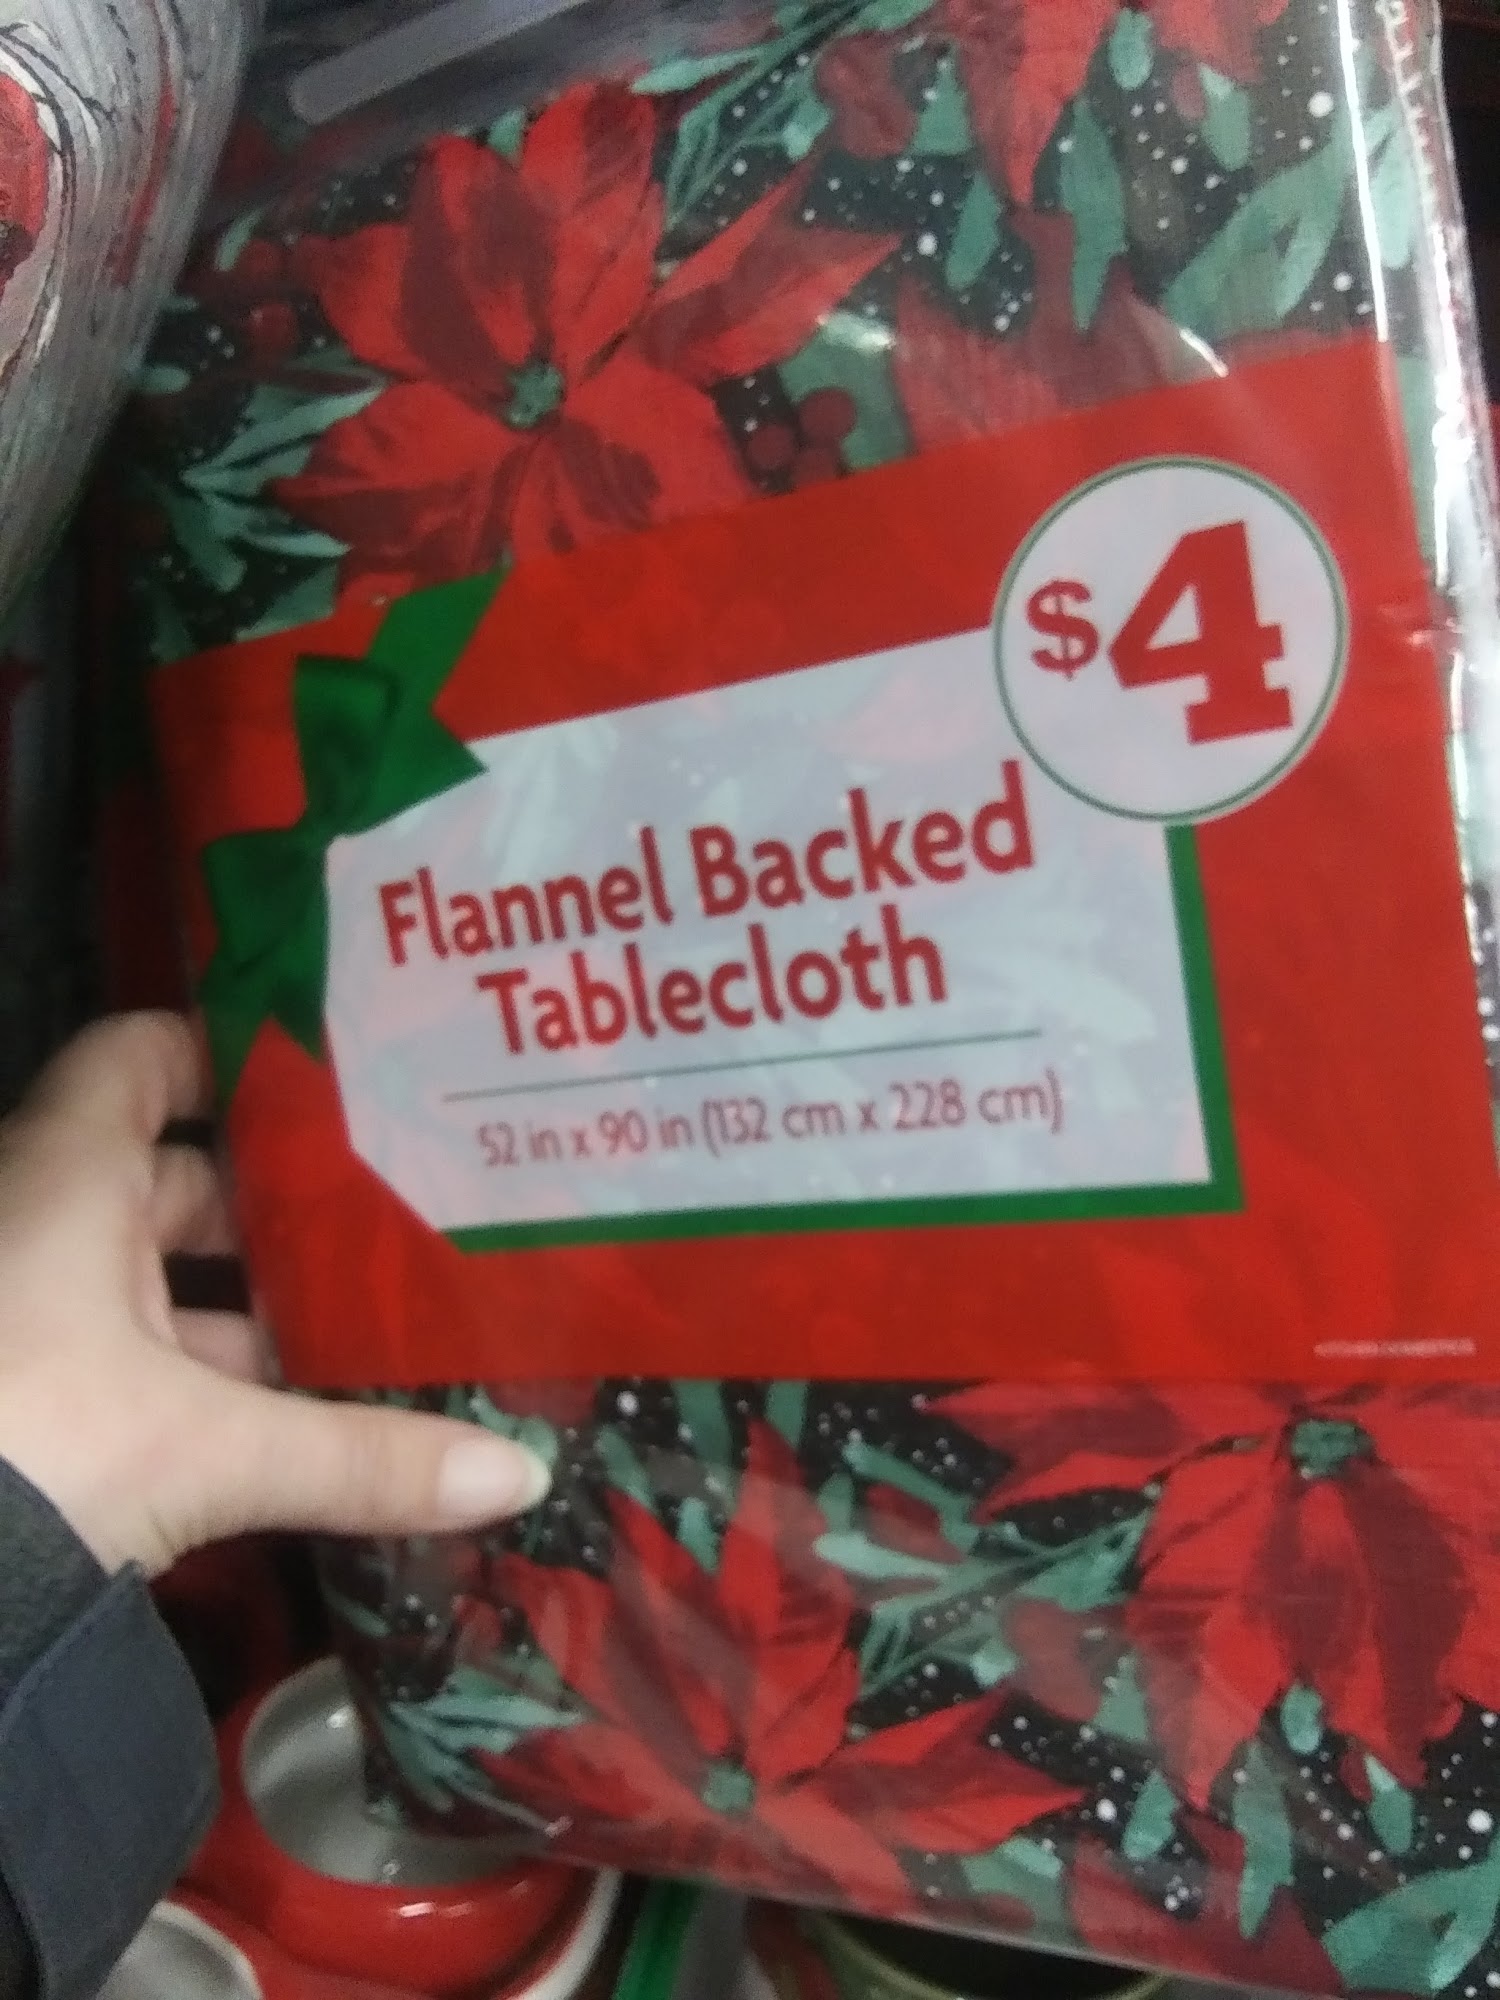 $4
Flannel Backed
Tablecloth
52 in x 90 in (132 cm x 228 cm)